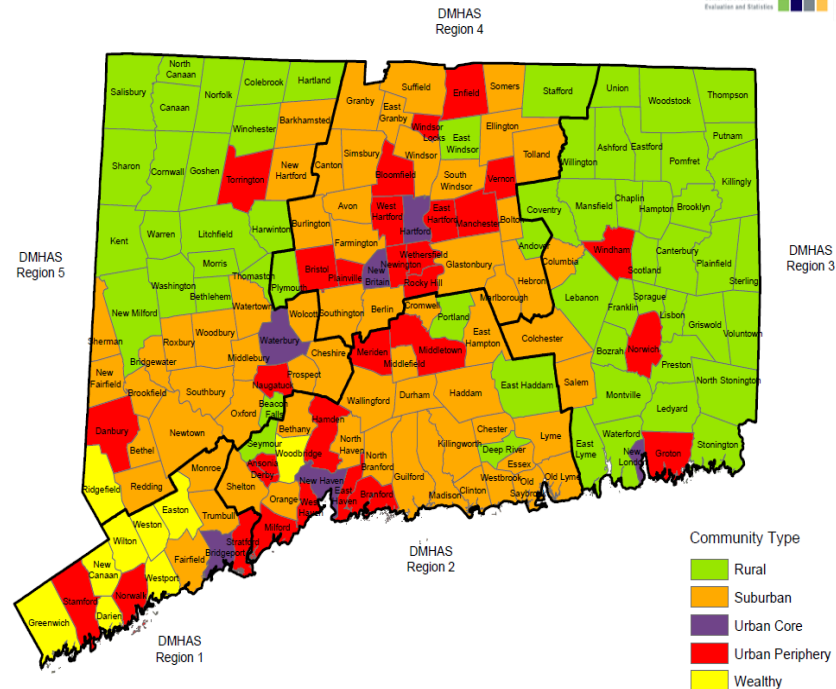 Evaluation and Statistics
DMHAS
Region 4
North
Canaan
Colebrook
Hartland
Salisbury
Canaan
Norfolk
Suffield
Enfield
Somers
Stafford
Union
Woodstock
Thompson
Granby
East
Granby
Winchester
Barkhamsted
Windsor
Locks
East
Windsor
Ellington
Putnam
Ashford
Eastford
Pomfret
Sharon
Cornwall
Goshen
Torrington
New
Hartford
Canton
Simsbury
Windsor
Bloomfield
South
Windsor
Vernon
Tolland
Willington
Killingly
Chaplin
Mansfield
Hampton
Brooklyn
Kent
Warren
Litchfield
Harwinton
Burlington
Avon
West
Hartford
Hartford
East
Hartford
Manchester
Bolton
Coventry
Andover
Windham
Scotland
Canterbury
Plainfield
Sterling
DMHAS
Region 5
DMHAS
Region 3
Farmington
Morris
Washington
Bethlehem
Thomaston
Plymouth
Bristol
Plainville
New
Britain
Newington
Wethersfield
Rocky Hill
Glastonbury
Hebron
Columbia
Lebanon
Franklin
Sprague
Lisbon
Griswold
Voluntown
New Milford
Watertown
Wolcott
Southington
Berlin
Cromwell
Portland
Marlborough
East
Hampton
Colchester
Bozrah
Norwich
Preston
North Stonington
Sherman
Roxbury
Woodbury
Waterbury
Bridgewater
Middlebury
Cheshire
Prospect
Meriden
Middlefield
Middletown
New
Fairfield
Brookfield
Southbury
Naugatuck
Oxford
Beacon
Falls
Wallingford
Durham
Haddam
East Haddam
Salem
Montville
Ledyard
Danbury
Bethel
Newtown
Bethany
Hamden
Seymour
Woodbridge
North
Haven
North
Branford
Killingworth
Chester
Deep River
Essex
Lyme
East
Lyme
Waterford
New
London
Groton
Stonington
Ridgefield
Redding
Monroe
Shelton
Ansonia
Derby
New Haven
East
Haven
Branford
Guilford
Madison
Clinton
Westbrook
Old
Saybrook
Old Lyme
Orange
West
Haven
Easton
Trumbull
Weston
Wilton
Milford
Stratford
Bridgeport
Fairfield
New
Canaan
Westport
Norwalk
Stamford
Darien
Greenwich
DMHAS
Region 2
DMHAS
Region 1
Community Type
Rural
Suburban
Urban Core
Urban Periphery
Wealthy